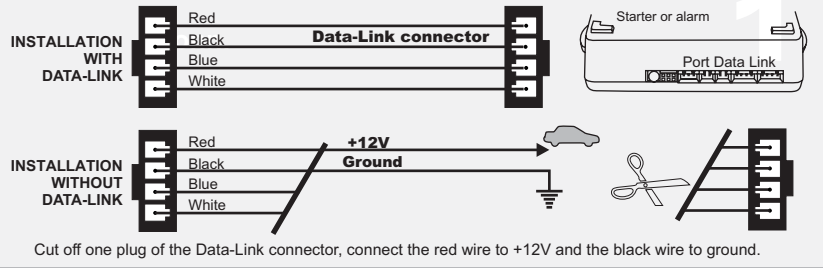 INSTALLATION
WITH
DATA-LINK
Red
Black
Blue
White
Data-Link connector
Starter or alarm
1
Port Data Link
INSTALLATION
WITHOUT
DATA-LINK
Red
Black
Blue
White
+12V
Ground
Cut off one plug of the Data-Link connector, connect the red wire to +12V and the black wire to ground.